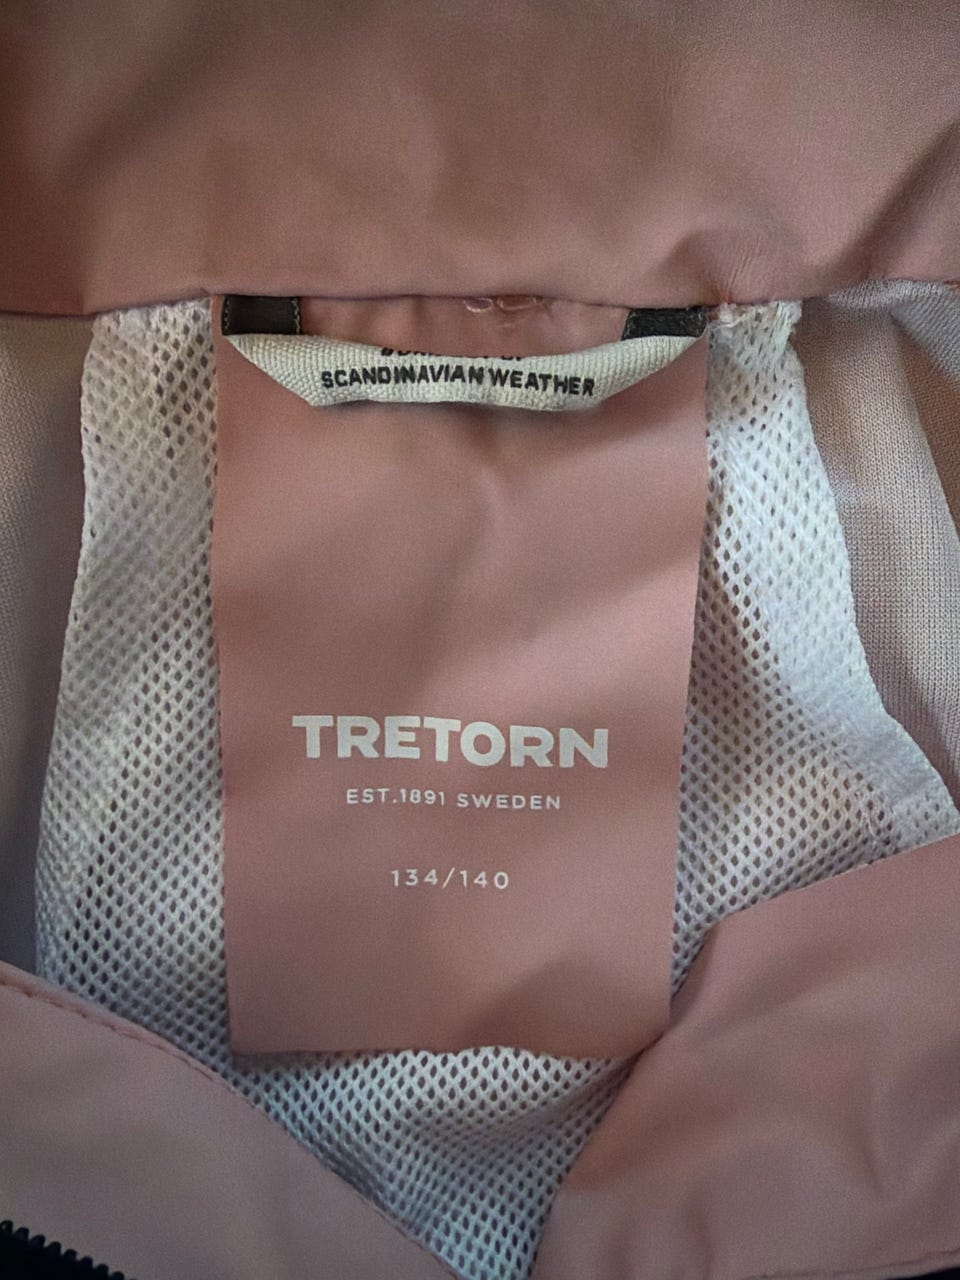 SCANDINAVIAN WEATHER
TRETORN
EST.1891 SWEDEN
134/140